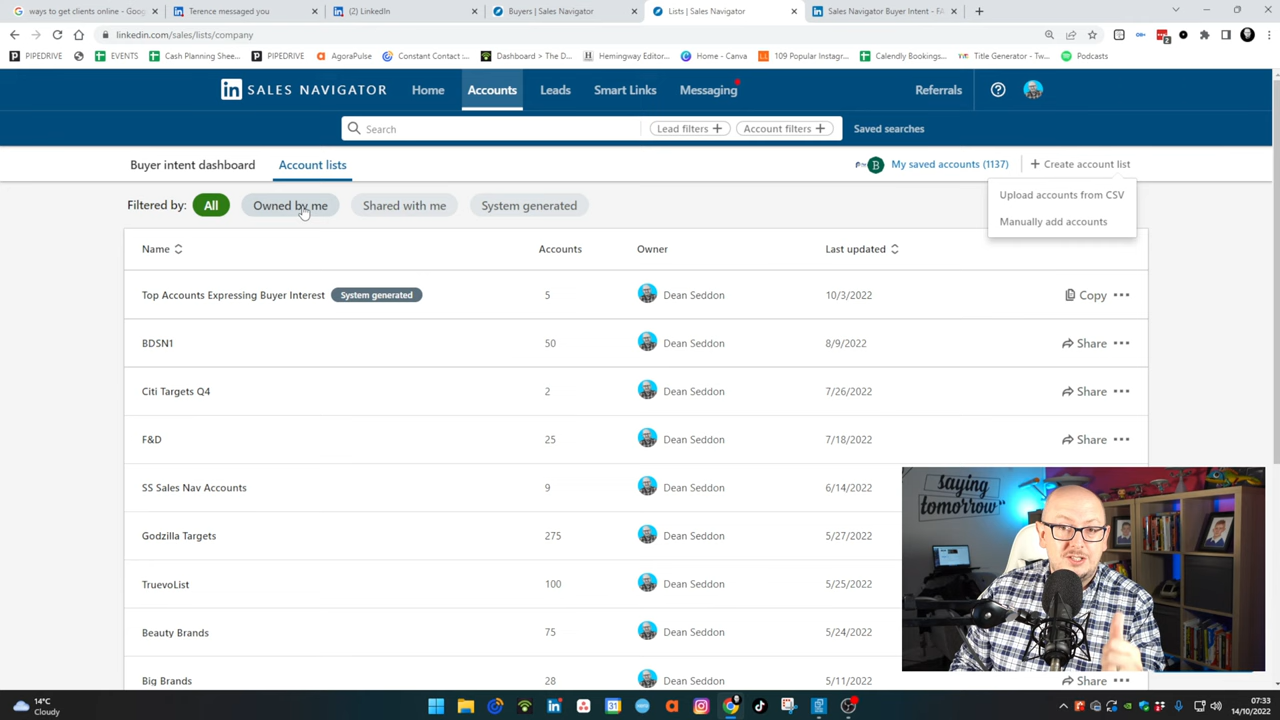 ways to get clients online - Goog
Terence messaged you
(2) LinkedIn
Buyers | Sales Navigator
Lists | Sales Navigator
Sales Navigator Buyer Intent - FA
linkedin.com/sales/lists/company
PIPEDRIVE
EVENTS
Cash Planning Shee...
PIPEDRIVE
AgoraPulse
Constant Contact :...
Dashboard > The D...
Hemingway Editor...
Home - Canva
109 Popular Instagr...
Calendly Bookings...
Title Generator - Tw...
Podcasts
in SALES NAVIGATOR
Home
Accounts
Leads
Smart Links
Messaging
Referrals
Search
Lead filters +
Account filters +
Saved searches
Buyer intent dashboard
Account lists
B
My saved accounts (1137)
+ Create account list
Upload accounts from CSV
Manually add accounts
Filtered by:
All
Owned by me
Shared with me
System generated
Name
Accounts
Owner
Last updated
Top Accounts Expressing Buyer Interest System generated 5 Dean Seddon 10/3/2022 Copy
BDSN1 50 Dean Seddon 8/9/2022 Share
Citi Targets Q4 2 Dean Seddon 7/26/2022 Share
F&D 25 Dean Seddon 7/18/2022 Share
SS Sales Nav Accounts 9 Dean Seddon 6/14/2022
Godzilla Targets 275 Dean Seddon 5/27/2022
TruevoList 100 Dean Seddon 5/25/2022
Beauty Brands 75 Dean Seddon 5/24/2022
Big Brands 28 Dean Seddon 5/11/2022 Share
saying
tomorrow"
14°C
Cloudy
07:33
14/10/2022